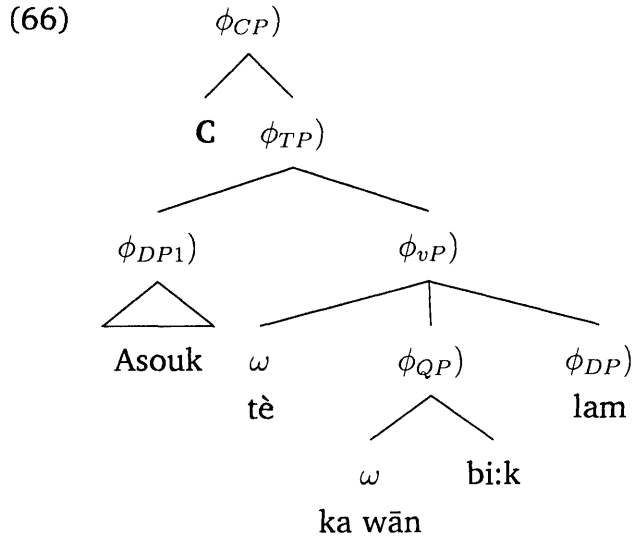 (66) ϕCP)
C ϕTP)
ϕDP1) ϕvP)
Asouk ω ϕQP) ϕDP)
tè lam
ω bi:k
ka wān